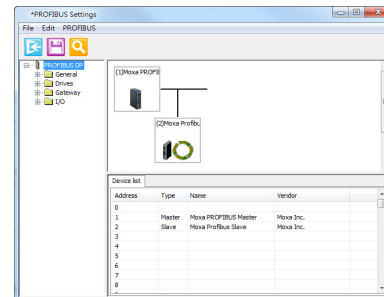 *PROFIBUS Settings
File Edit PROFIBUS
PROFIBUS DP
General
Drives
Gateway
I/O
(1)Moxa PROFI
(2)Moxa Profibu
Device list
Address Type Name Vendor
0
1 Master Moxa PROFIBUS Master Moxa Inc.
2 Slave Moxa Profibus Slave Moxa Inc.
3
4
5
6
7
8